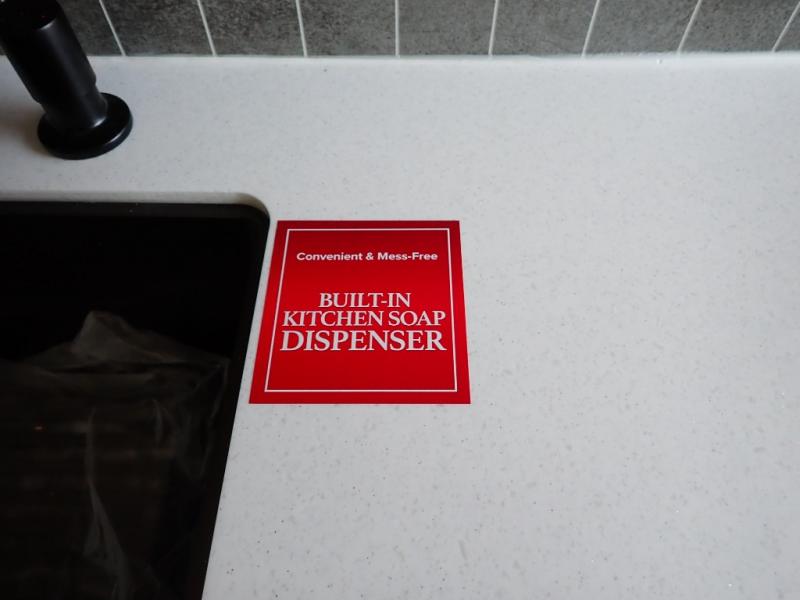 Convenient & Mess-Free
BUILT-IN
KITCHEN SOAP
DISPENSER